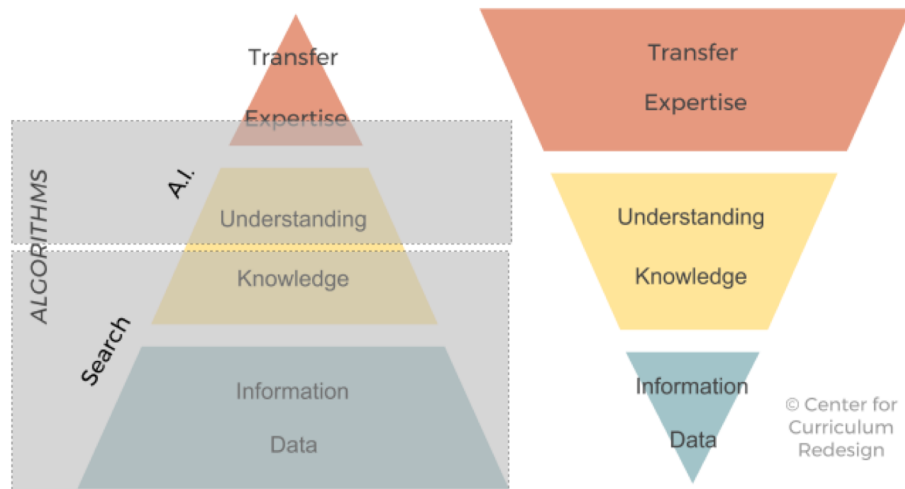 Transfer
Expertise
A.I.
ALGORITHMS
Understanding
Knowledge
Search
Information
Data
Transfer
Expertise
Understanding
Knowledge
Information
Data
© Center for
Curriculum
Redesign